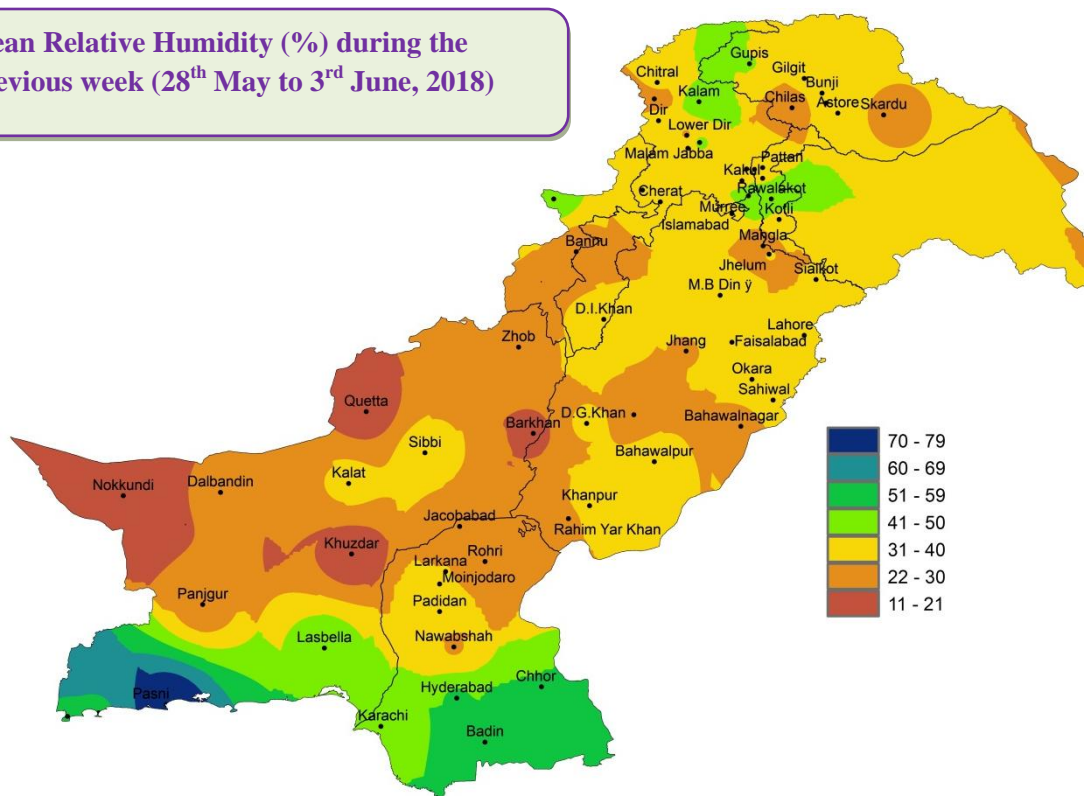 ean Relative Humidity (%) during the
evious week (28th May to 3rd June, 2018)
Gupis
Gilgit
Chitral
Bunji
Kalam
Chilas
Astore
Skardu
Dir
Lower Dir
Malam Jabba
Pattan
Kakul
Cherat
Rawalakot
Murree
Kotli
Islamabad
Mangla
Bannu
Jhelum
Sialkot
M.B Din ÿ
D.I.Khan
Lahore
Zhob
Jhang
Faisalabad
Okara
Sahiwal
Quetta
D.G.Khan
Bahawalnagar
Barkhan
Sibbi
Bahawalpur
Kalat
Nokkundi
Dalbandin
Khanpur
Jacobabad
Rahim Yar Khan
Khuzdar
Rohri
Larkana
Moinjodaro
Panjgur
Padidan
Lasbella
Nawabshah
Chhor
Pasni
Hyderabad
Karachi
Badin
70 - 79
60 - 69
51 - 59
41 - 50
31 - 40
22 - 30
11 - 21